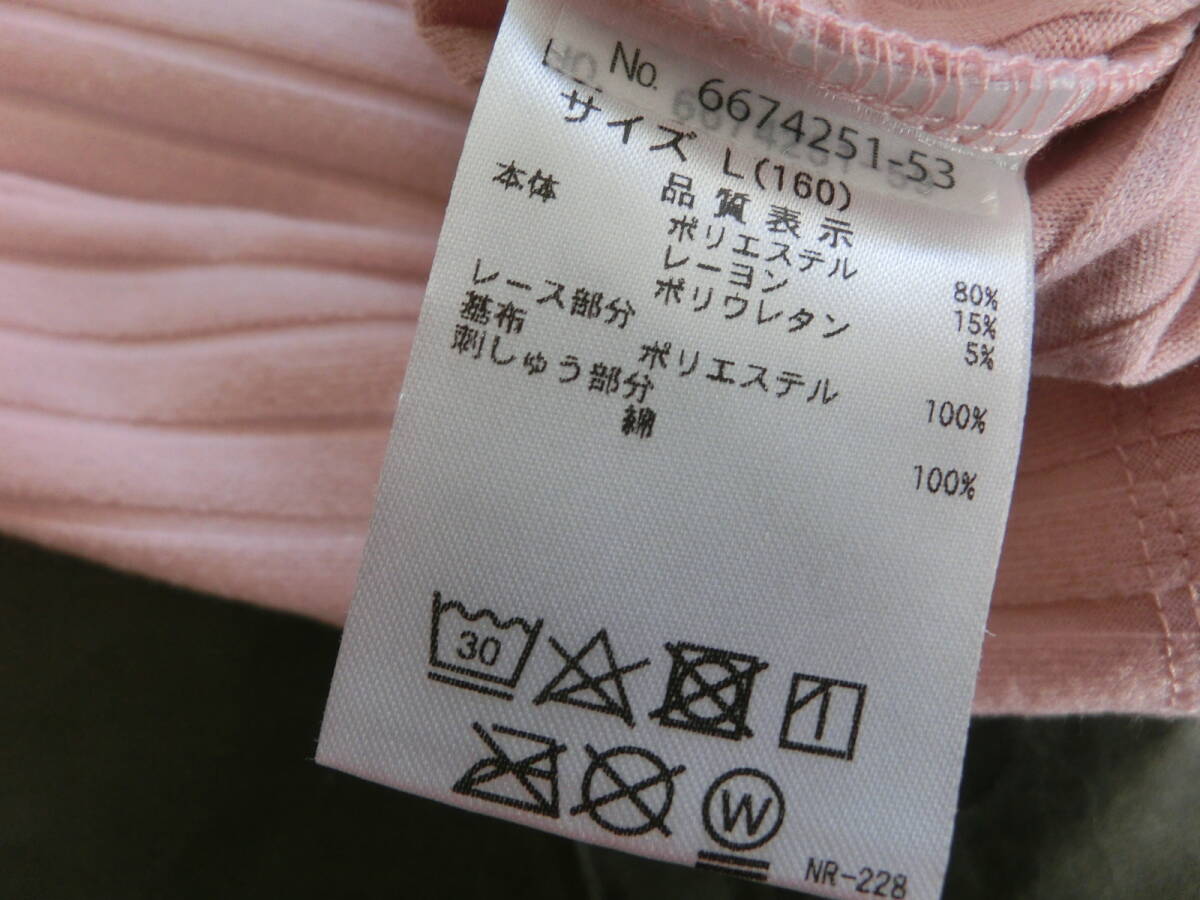 No. 6674251-53
サイズ L(160)
品質表示
本体 ポリエステル 80%
レーヨン 15%
ポリウレタン 5%
レース部分
基布 ポリエステル 100%
刺しゅう部分
綿 100%
30
W
NR-228